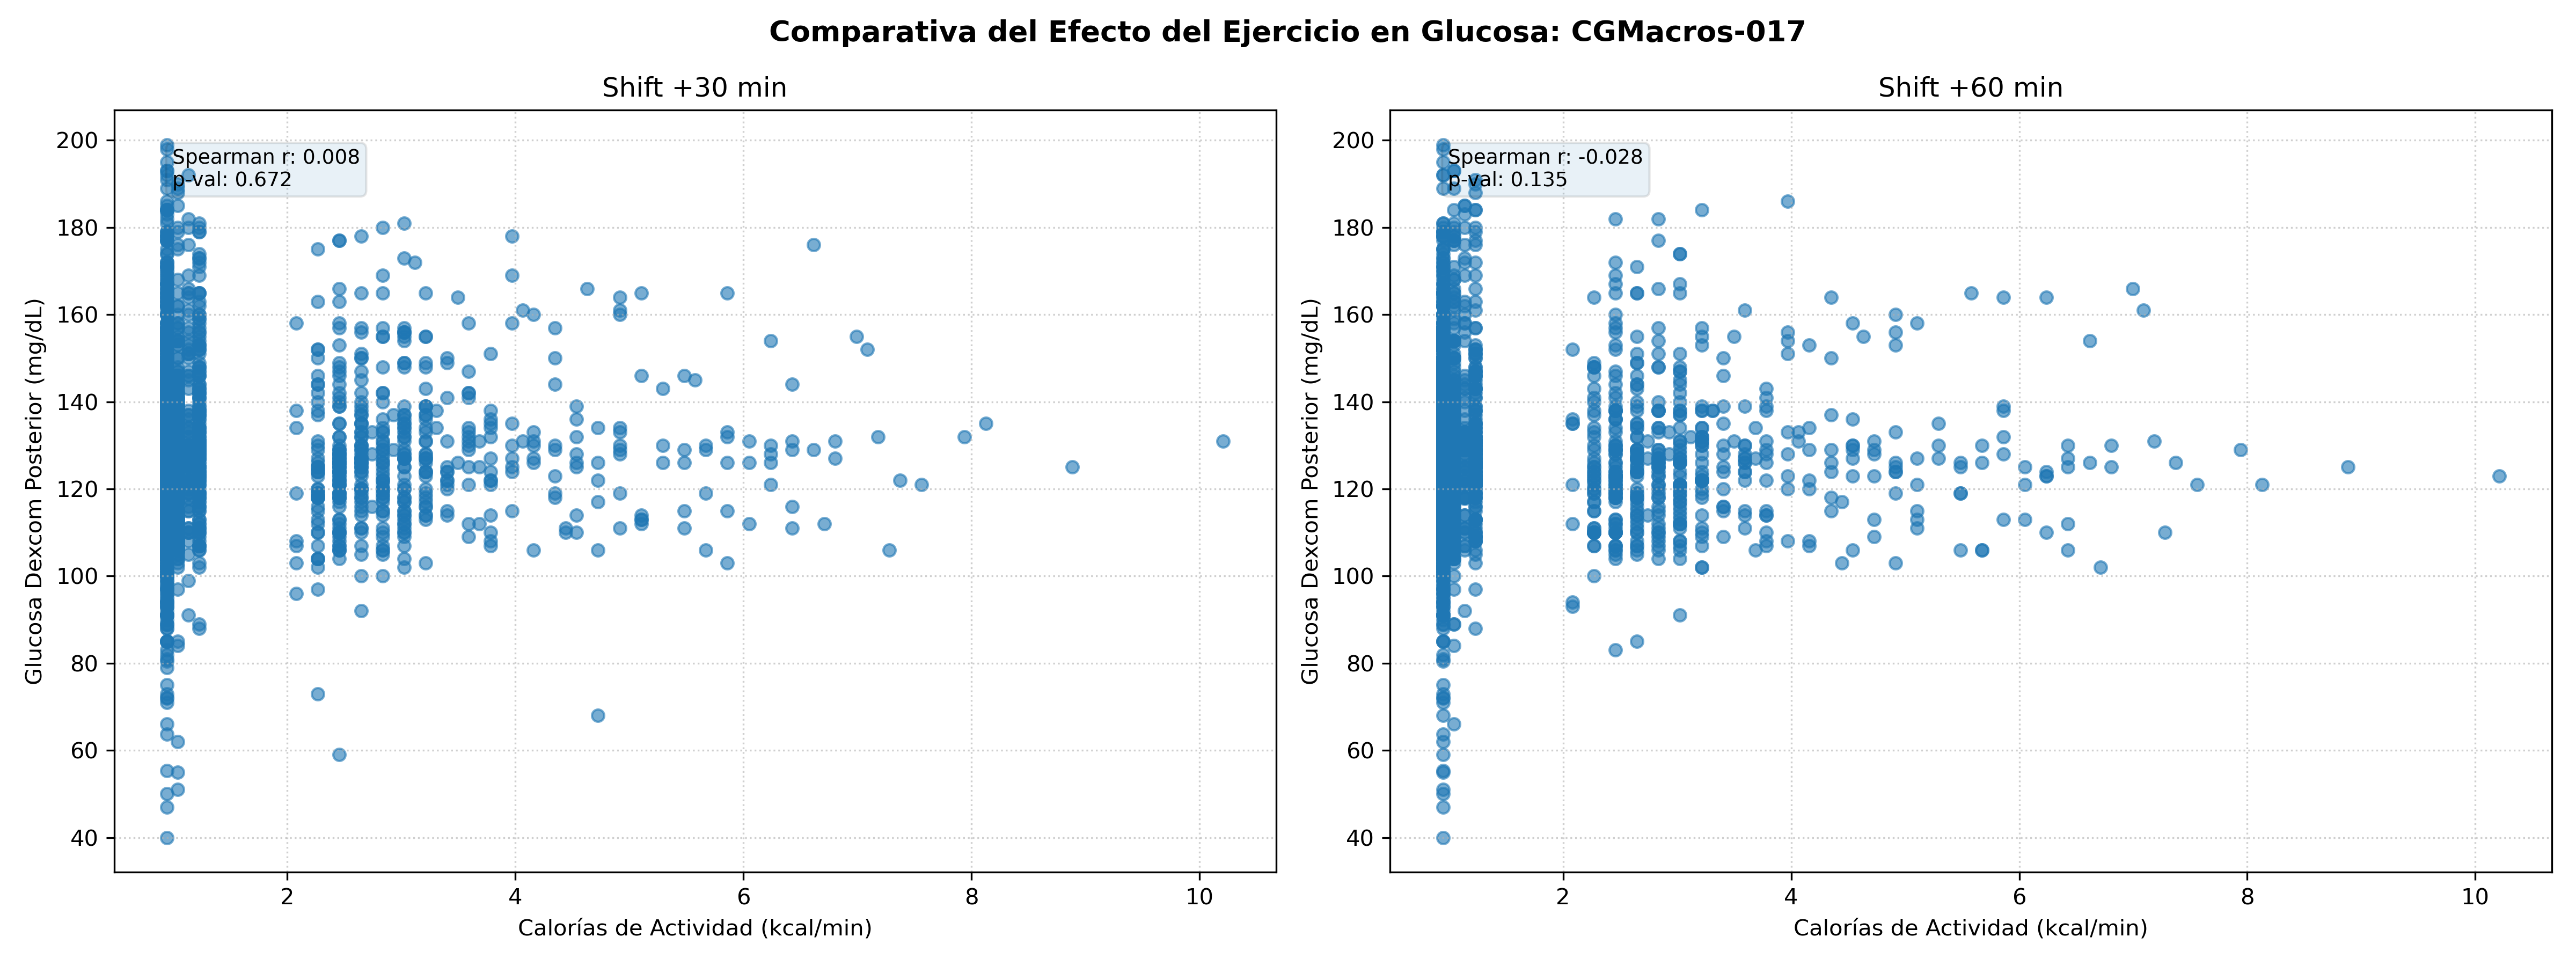 Comparativa del Efecto del Ejercicio en Glucosa: CGMacros-017
Shift +30 min
Spearman r: 0.008
p-val: 0.672
Glucosa Dexcom Posterior (mg/dL)
200
180
160
140
120
100
80
60
40
2 4 6 8 10
Calorías de Actividad (kcal/min)
Shift +60 min
Spearman r: -0.028
p-val: 0.135
Glucosa Dexcom Posterior (mg/dL)
200
180
160
140
120
100
80
60
40
2 4 6 8 10
Calorías de Actividad (kcal/min)